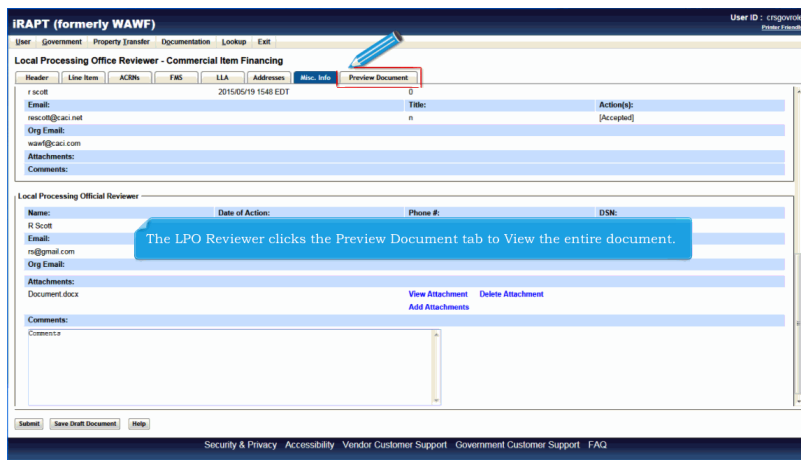 iRAPT (formerly WAWF)
User ID : crsgovrole
Printer Friendl
User Government Property Transfer Documentation Lookup Exit
Local Processing Office Reviewer - Commercial Item Financing
Header Line Item ACRNs FMS LLA Addresses Misc. Info Preview Document
r scott 2015/05/19 1548 EDT 0
Email: Title: Action(s):
rescott@caci.net n [Accepted]
Org Email:
wawf@caci.com
Attachments:
Comments:
Local Processing Official Reviewer
Name: Date of Action: Phone #: DSN:
R Scott
Email:
The LPO Reviewer clicks the Preview Document tab to View the entire document.
rs@gmail.com
Org Email:
Attachments:
Document.docx View Attachment Delete Attachment
Add Attachments
Comments:
Comments
Submit Save Draft Document Help
Security & Privacy Accessibility Vendor Customer Support Government Customer Support FAQ